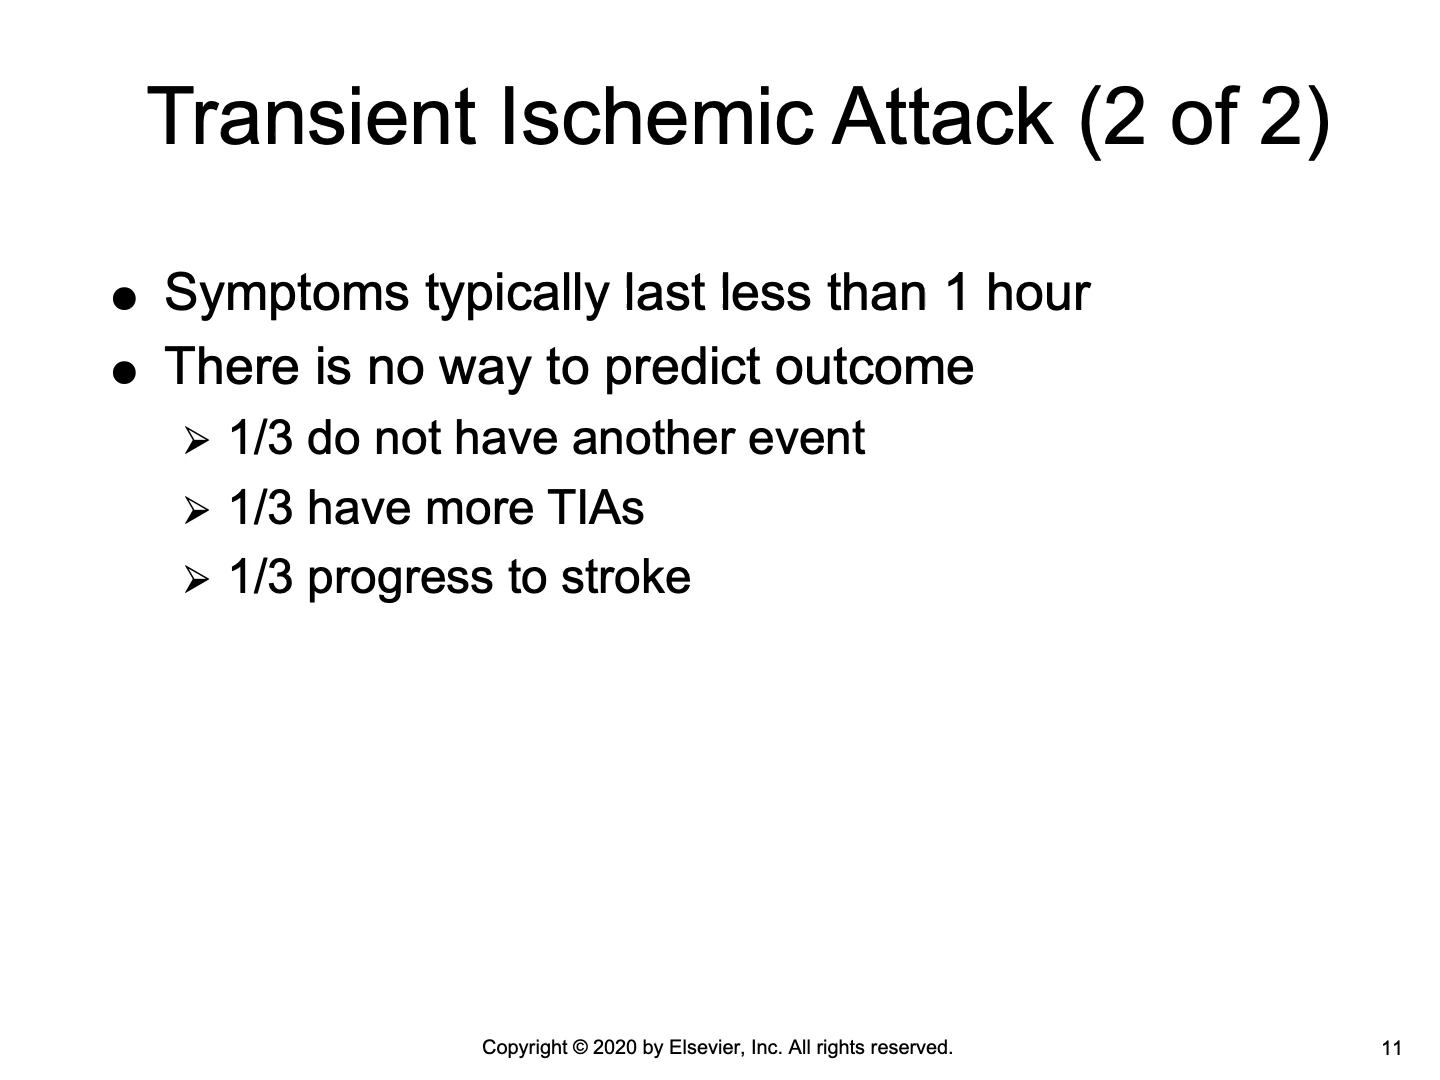 Transient Ischemic Attack (2 of 2)
● Symptoms typically last less than 1 hour
● There is no way to predict outcome
➢ 1/3 do not have another event
➢ 1/3 have more TIAs
➢ 1/3 progress to stroke
Copyright © 2020 by Elsevier, Inc. All rights reserved.
11